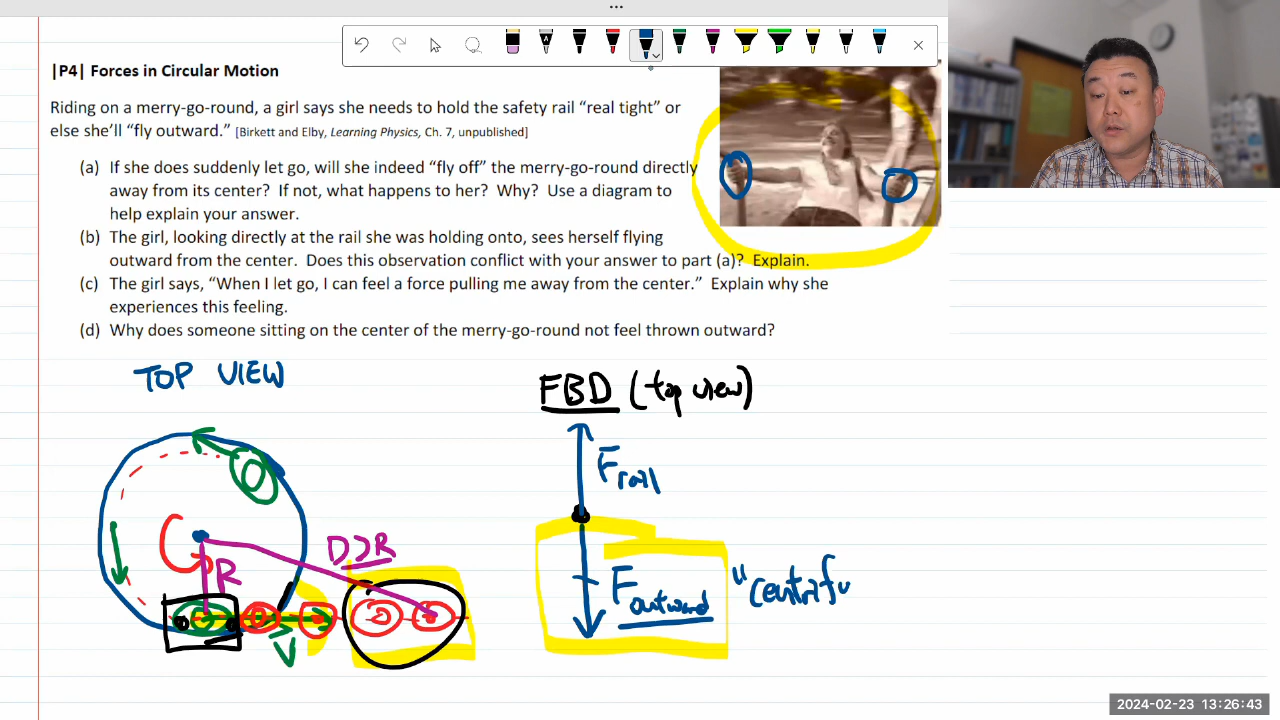 |P4| Forces in Circular Motion
Riding on a merry-go-round, a girl says she needs to hold the safety rail “real tight” or
else she’ll “fly outward.” [Birkett and Elby, Learning Physics, Ch. 7, unpublished]
(a) If she does suddenly let go, will she indeed “fly off” the merry-go-round directly
away from its center? If not, what happens to her? Why? Use a diagram to
help explain your answer.
(b) The girl, looking directly at the rail she was holding onto, sees herself flying
outward from the center. Does this observation conflict with your answer to part (a)? Explain.
(c) The girl says, “When I let go, I can feel a force pulling me away from the center.” Explain why she
experiences this feeling.
(d) Why does someone sitting on the center of the merry-go-round not feel thrown outward?
TOP VIEW
FBD (top view)
F rail
D>R
R
F outward
"centrifu
V
2024-02-23 13:26:43